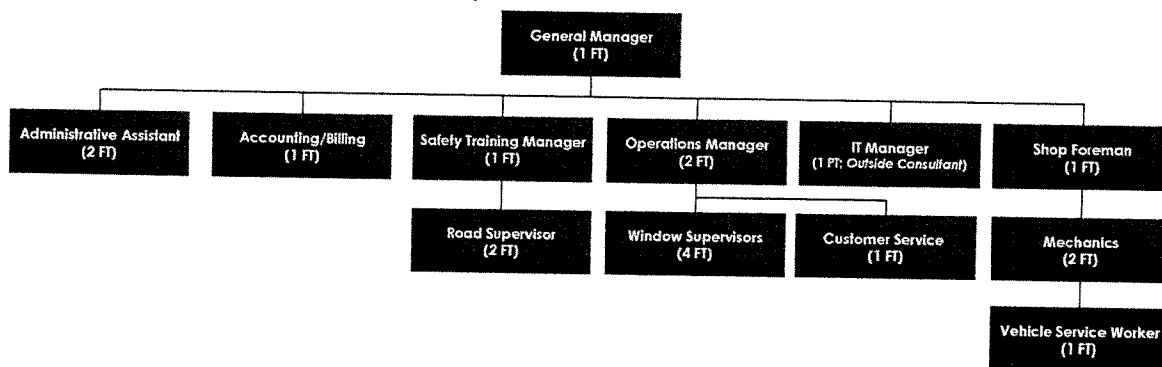 General Manager
(1 FT)
Administrative Assistant
(2 FT)
Accounting/Billing
(1 FT)
Safety Training Manager
(1 FT)
Operations Manager
(2 FT)
IT Manager
(1 PT; Outside Consultant)
Shop Foreman
(1 FT)
Road Supervisor
(2 FT)
Window Supervisors
(4 FT)
Customer Service
(1 FT)
Mechanics
(2 FT)
Vehicle Service Worker
(1 FT)